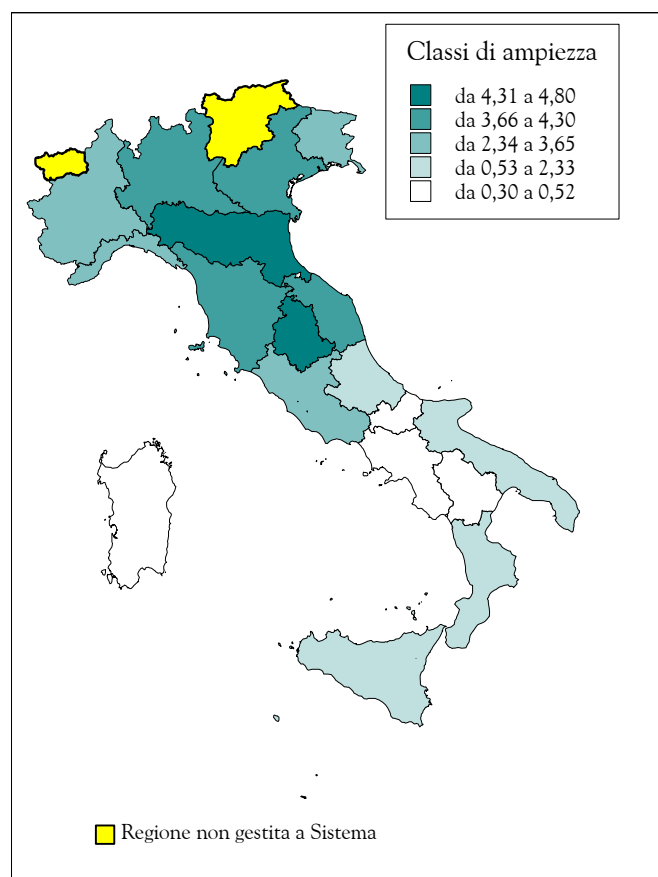 Classi di ampiezza
da 4,31 a 4,80
da 3,66 a 4,30
da 2,34 a 3,65
da 0,53 a 2,33
da 0,30 a 0,52
Regione non gestita a Sistema